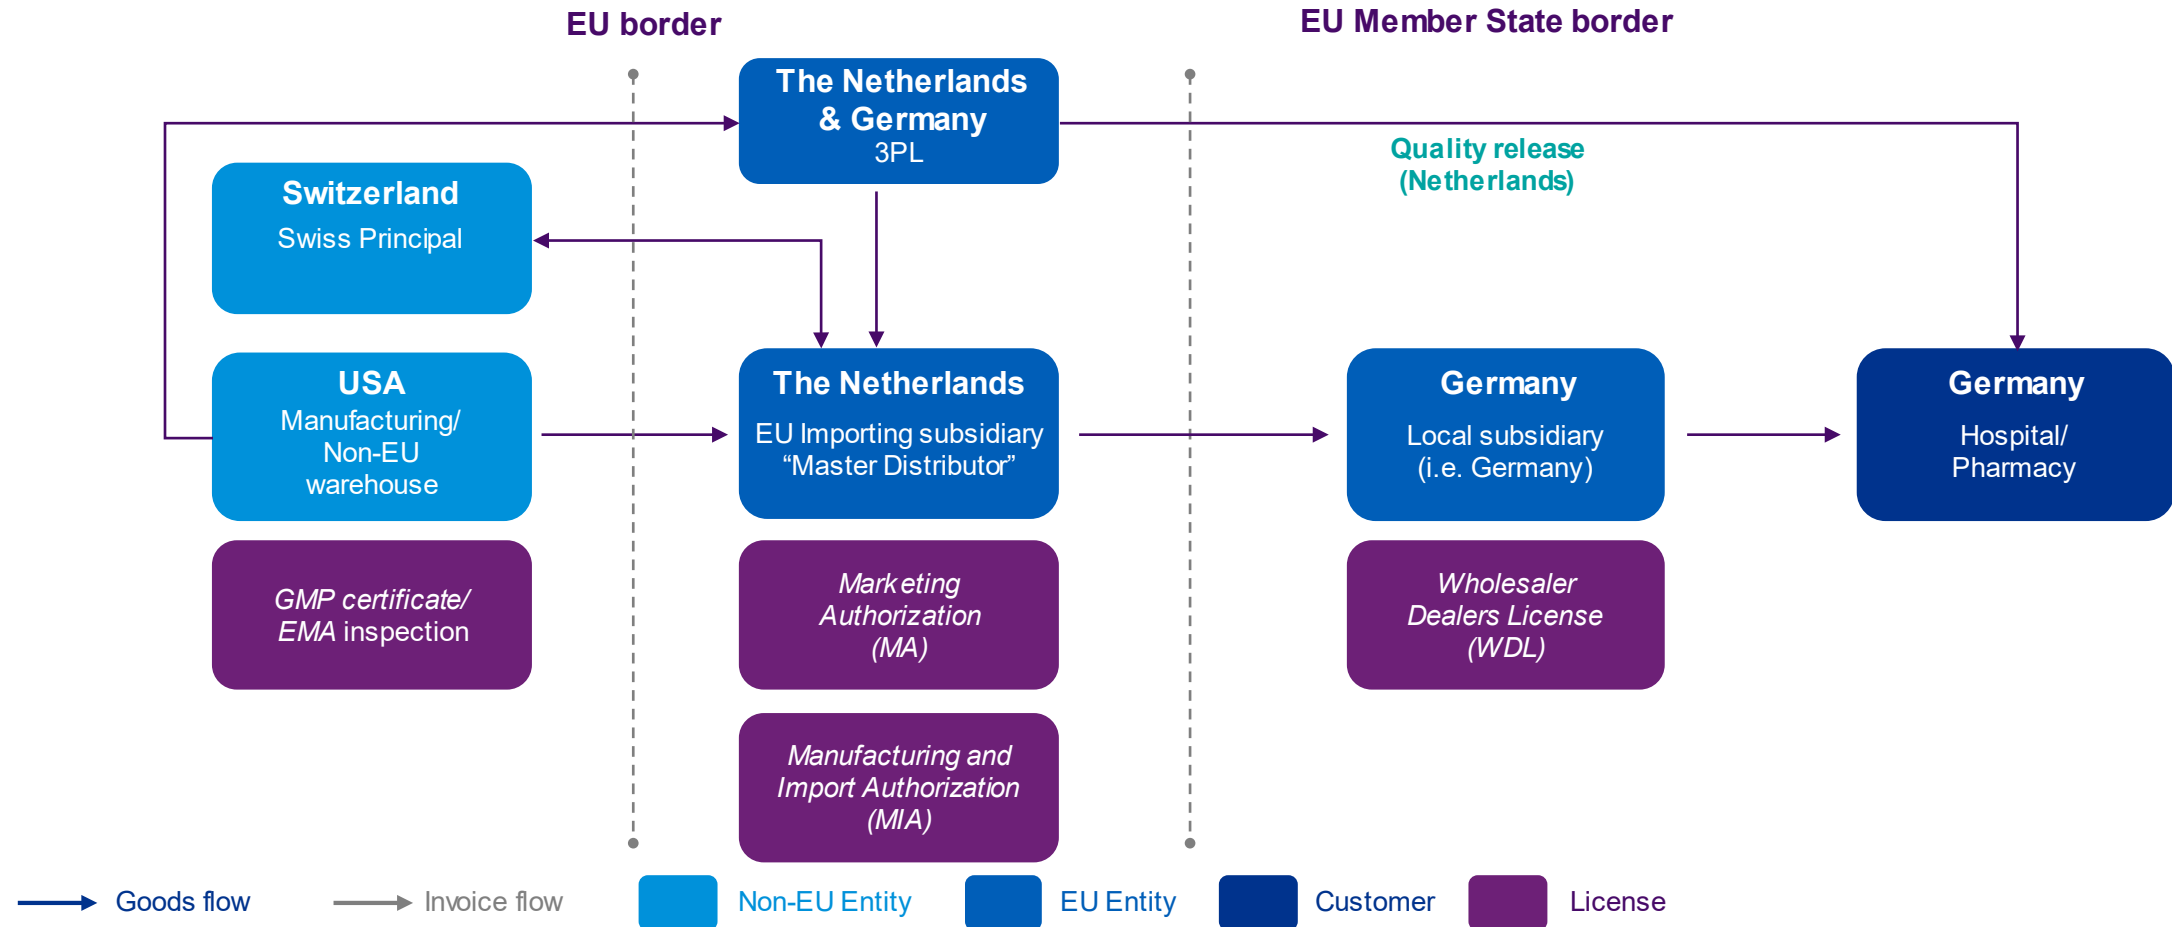 EU border
EU Member State border
The Netherlands
& Germany
3PL
Quality release
(Netherlands)
Switzerland
Swiss Principal
USA
Manufacturing/
Non-EU
warehouse
The Netherlands
EU Importing subsidiary
“Master Distributor”
Germany
Local subsidiary
(i.e. Germany)
Germany
Hospital/
Pharmacy
GMP certificate/
EMA inspection
Marketing
Authorization
(MA)
Wholesaler
Dealers License
(WDL)
Manufacturing and
Import Authorization
(MIA)
Goods flow
Invoice flow
Non-EU Entity
EU Entity
Customer
License